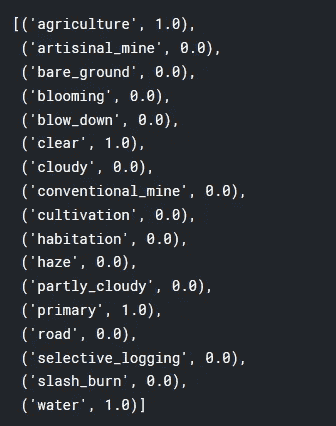 [('agriculture', 1.0),
('artisinal_mine', 0.0),
('bare_ground', 0.0),
('blooming', 0.0),
('blow_down', 0.0),
('clear', 1.0),
('cloudy', 0.0),
('conventional_mine', 0.0),
('cultivation', 0.0),
('habitation', 0.0),
('haze', 0.0),
('partly_cloudy', 0.0),
('primary', 1.0),
('road', 0.0),
('selective_logging', 0.0),
('slash_burn', 0.0),
('water', 1.0)]